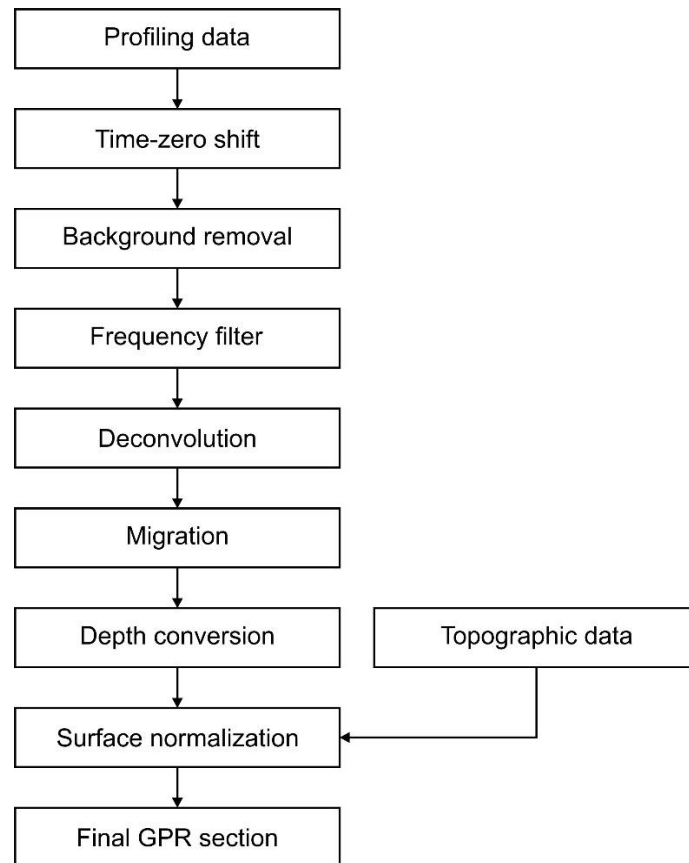 Profiling data
Time-zero shift
Background removal
Frequency filter
Deconvolution
Migration
Depth conversion
Topographic data
Surface normalization
Final GPR section